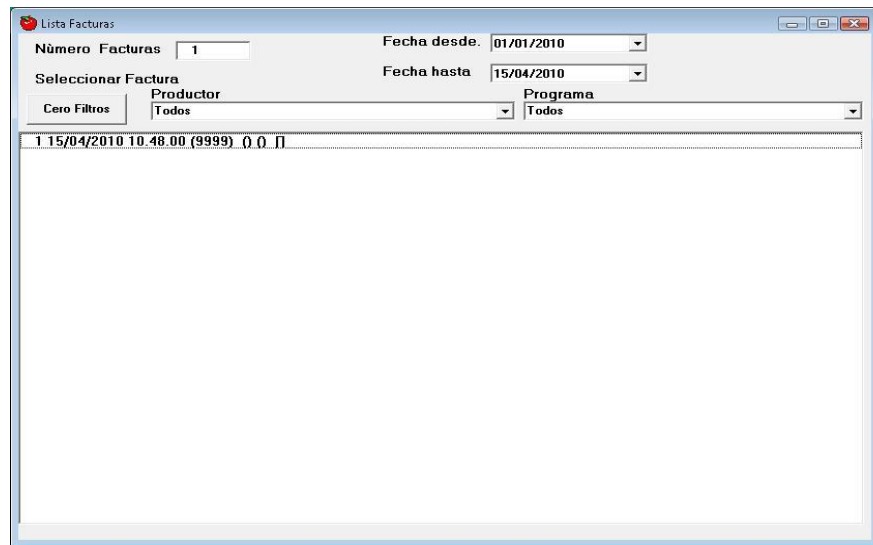 Lista Facturas
Nùmero Facturas 1
Fecha desde. 01/01/2010
Seleccionar Factura
Fecha hasta 15/04/2010
Productor Programa
Cero Filtros Todos Todos
1 15/04/2010 10.48.00 (9999) () () []